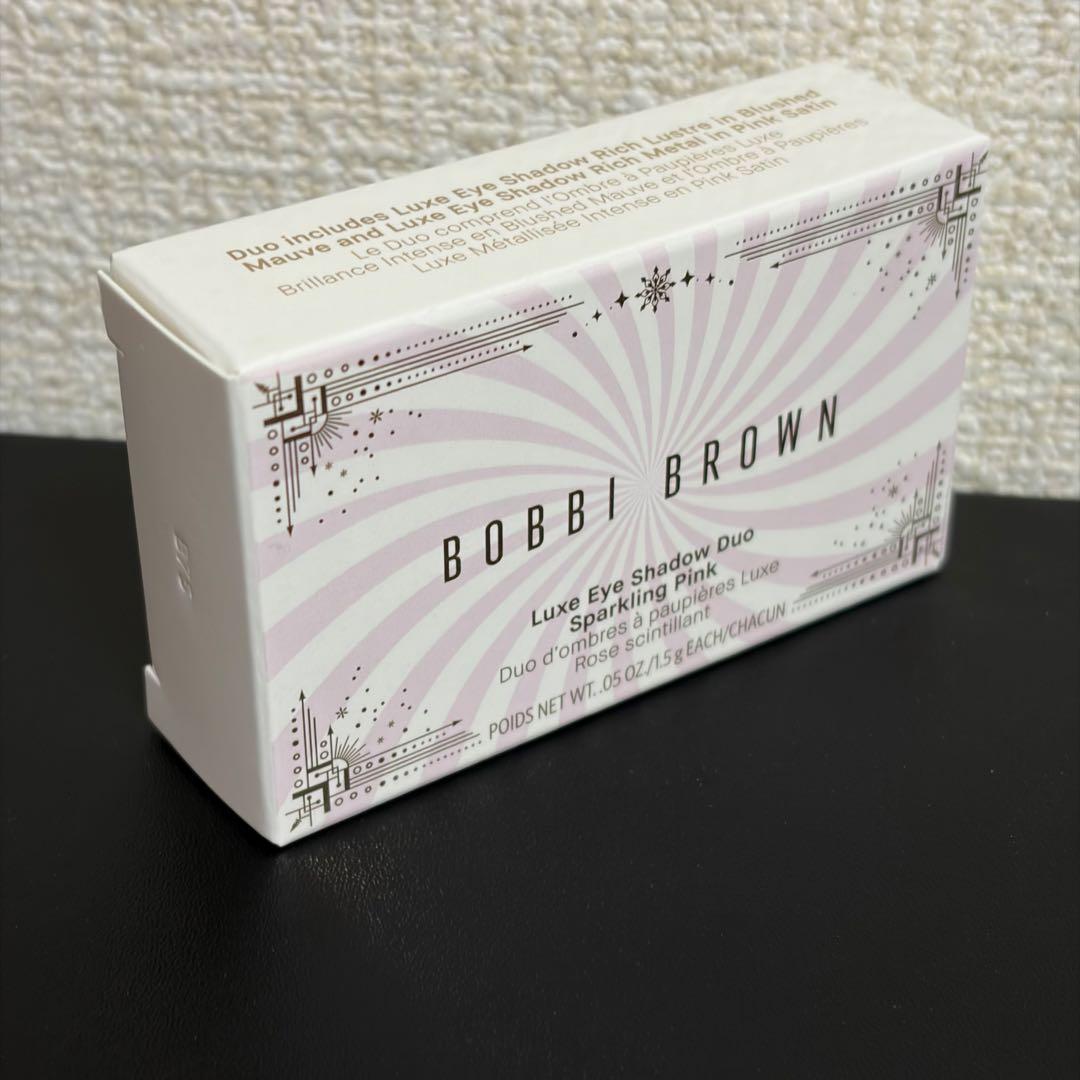 Duo includes Luxe Eye Shadow Rich Lustre in Blushed
Mauve and Luxe Eye Shadow Rich Metal in Pink Satin
Le Duo comprend l'Ombre à Paupières Luxe
Brillance Intense en Blushed Mauve et l'Ombre à Paupières
Luxe Métallisée Intense en Pink Satin
BOBBI BROWN
Luxe Eye Shadow Duo
Sparkling Pink
Duo d'ombres à paupières Luxe
Rose scintillant
POIDS NET WT. .05 OZ./1.5 g EACH/CHACUN